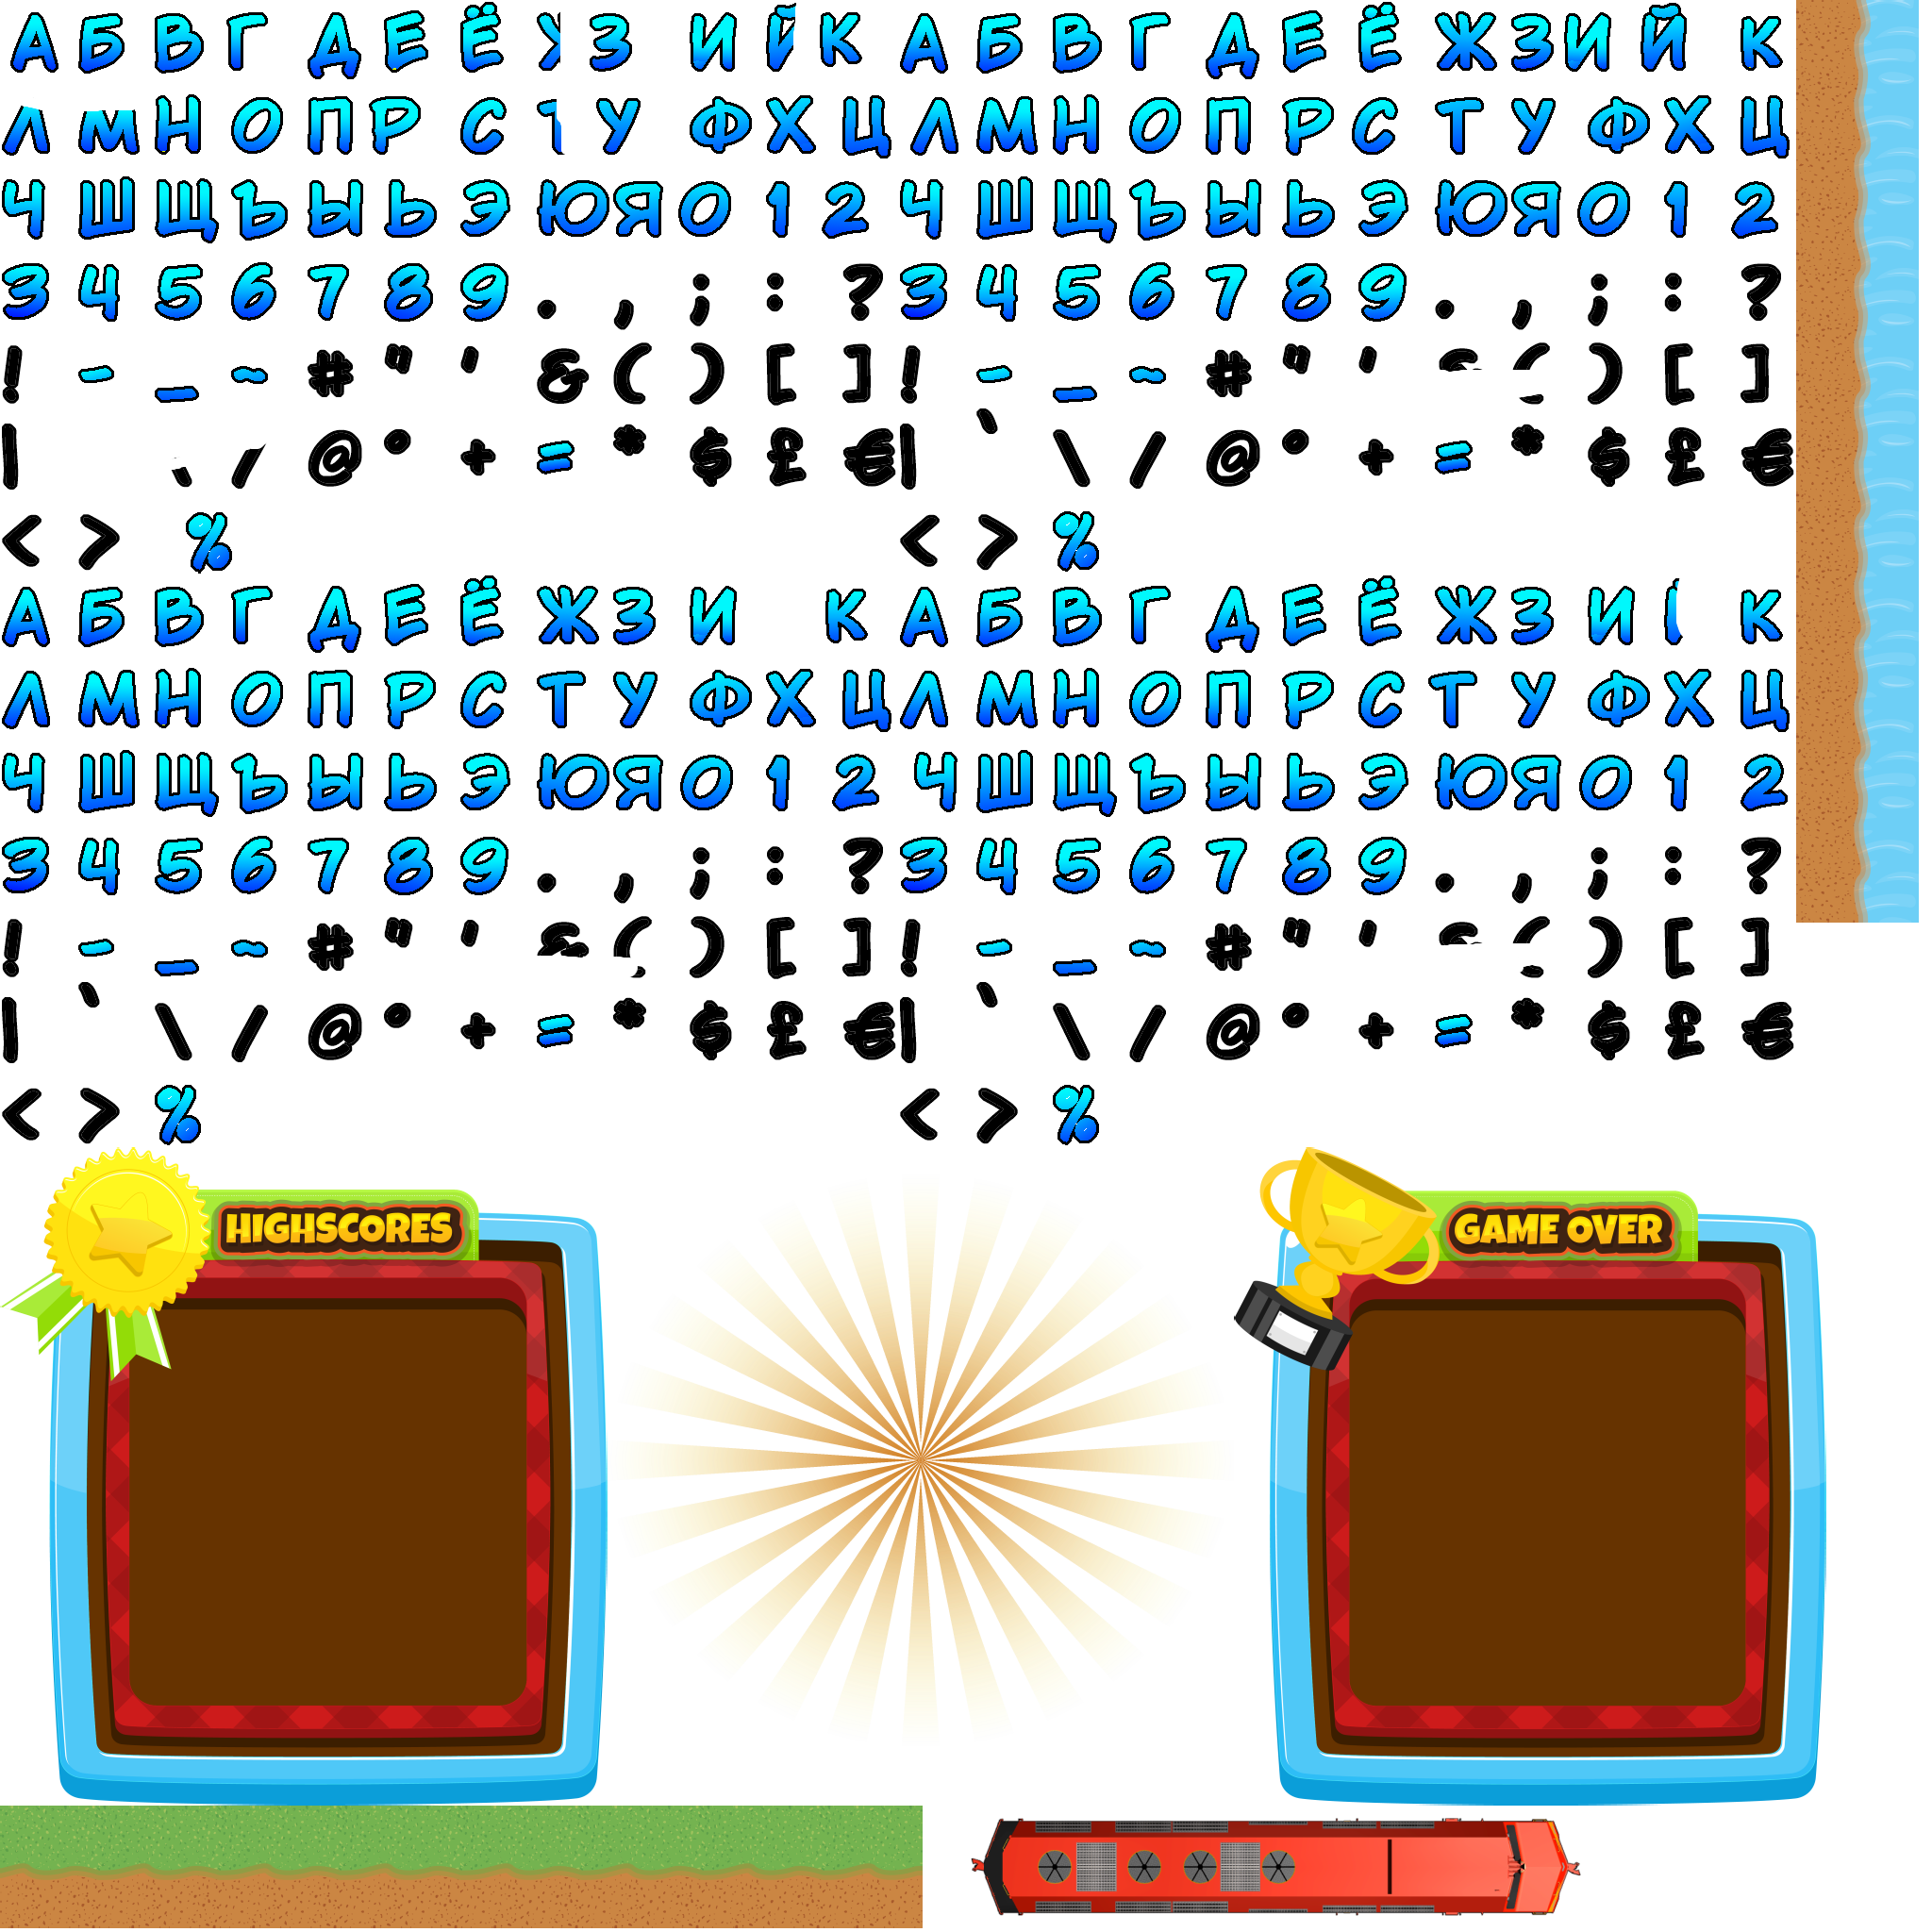 А Б В Г Д Е Ё З И Й К А Б В Г Д Е Ё Ж З И Й К
Л М Н О П Р С Т У Ф Х Ц Л М Н О П Р С Т У Ф Х Ц
Ч Ш Щ Ъ Ы Ь Э Ю Я 0 1 2 Ч Ш Щ Ъ Ы Ь Э Ю Я 0 1 2
3 4 5 6 7 8 9 . , ; : ? 3 4 5 6 7 8 9 . , ; : ?
! - _ ~ # " ' & ( ) [ ] ! - _ ~ # " ' ) [ ]
| / @ ° + = * $ £ € | ` \ / @ ° + = * $ £ €
< > % < > %
А Б В Г Д Е Ё Ж З И К А Б В Г Д Е Ё Ж З И К
Л М Н О П Р С Т У Ф Х Ц Л М Н О П Р С Т У Ф Х Ц
Ч Ш Щ Ъ Ы Ь Э Ю Я 0 1 2 Ч Ш Щ Ъ Ы Ь Э Ю Я 0 1 2
3 4 5 6 7 8 9 . , ; : ? 3 4 5 6 7 8 9 . , ; : ?
! - _ ~ # " ' & ( ) [ ] ! - _ ~ # " ' ) [ ]
| ` \ / @ ° + = * $ £ € | ` \ / @ ° + = * $ £ €
< > % < > %
HIGHSCORES
GAME OVER